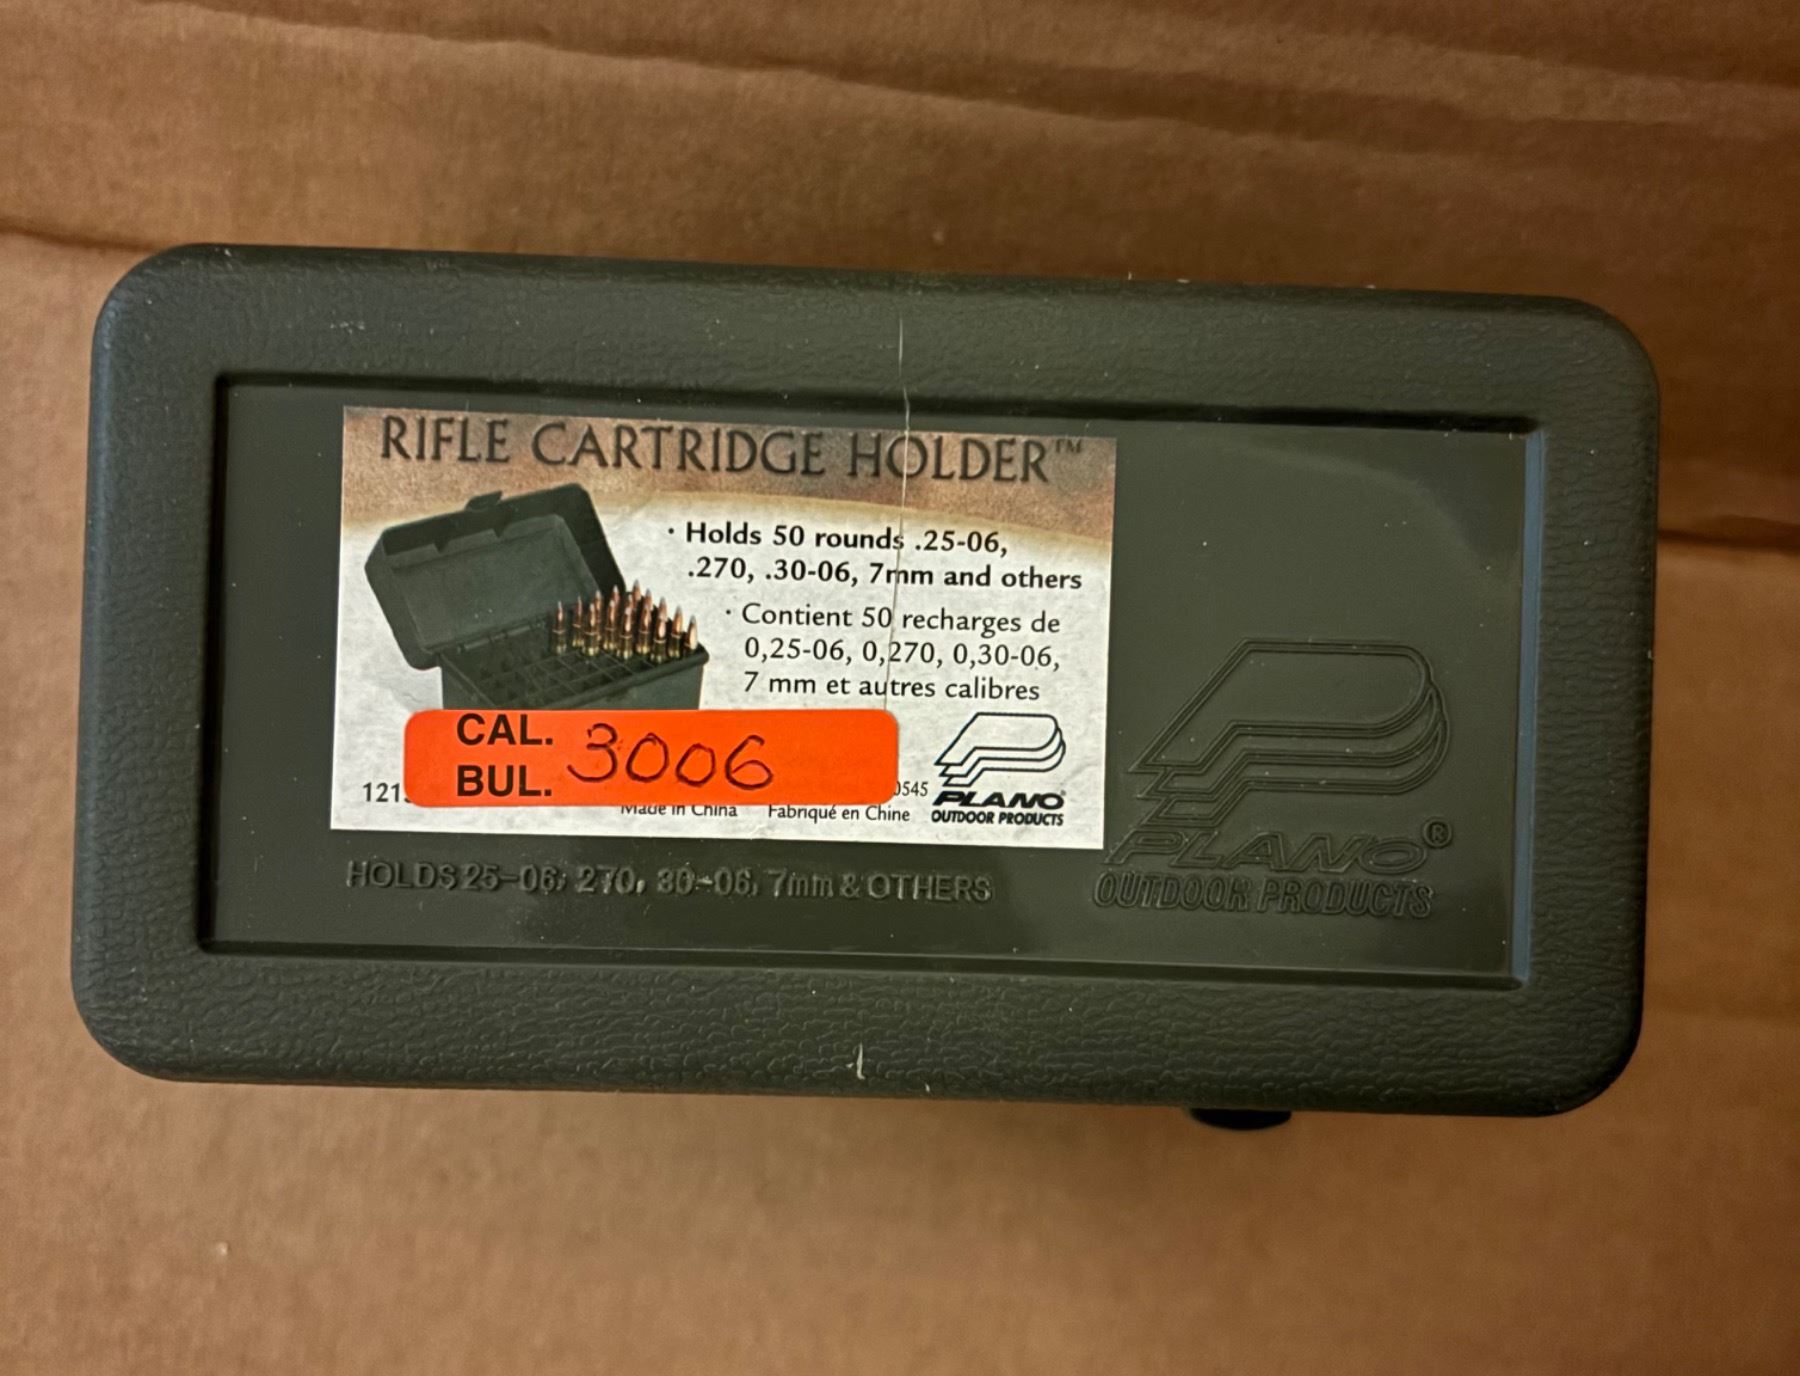 RIFLE CARTRIDGE HOLDER™
· Holds 50 rounds .25-06,
.270, .30-06, 7mm and others
· Contient 50 recharges de
0,25-06, 0,270, 0,30-06,
7 mm et autres calibres
CAL. 3006
BUL.
121
0545
Made in China Fabriqué en Chine
PLANO®
OUTDOOR PRODUCTS
HOLDS 25-06, 270, 30-06, 7mm & OTHERS
PLANO®
OUTDOOR PRODUCTS